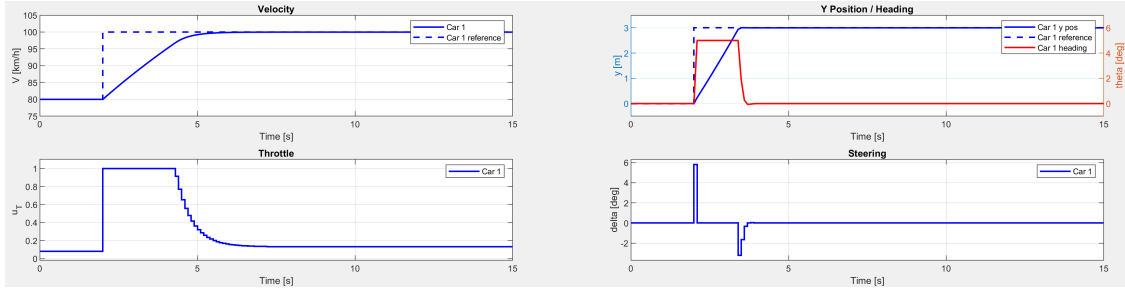 Velocity
105
100
95
90
85
80
75
V [km/h]
Car 1
Car 1 reference
0
5
10
15
Time [s]
Y Position / Heading
3
2
1
0
y [m]
Car 1 y pos
Car 1 reference
Car 1 heading
6
4
2
0
theta [deg]
0
5
10
15
Time [s]
Throttle
1
0.8
0.6
0.4
0.2
0
u_T
Car 1
0
5
10
15
Time [s]
Steering
6
4
2
0
-2
delta [deg]
Car 1
0
5
10
15
Time [s]